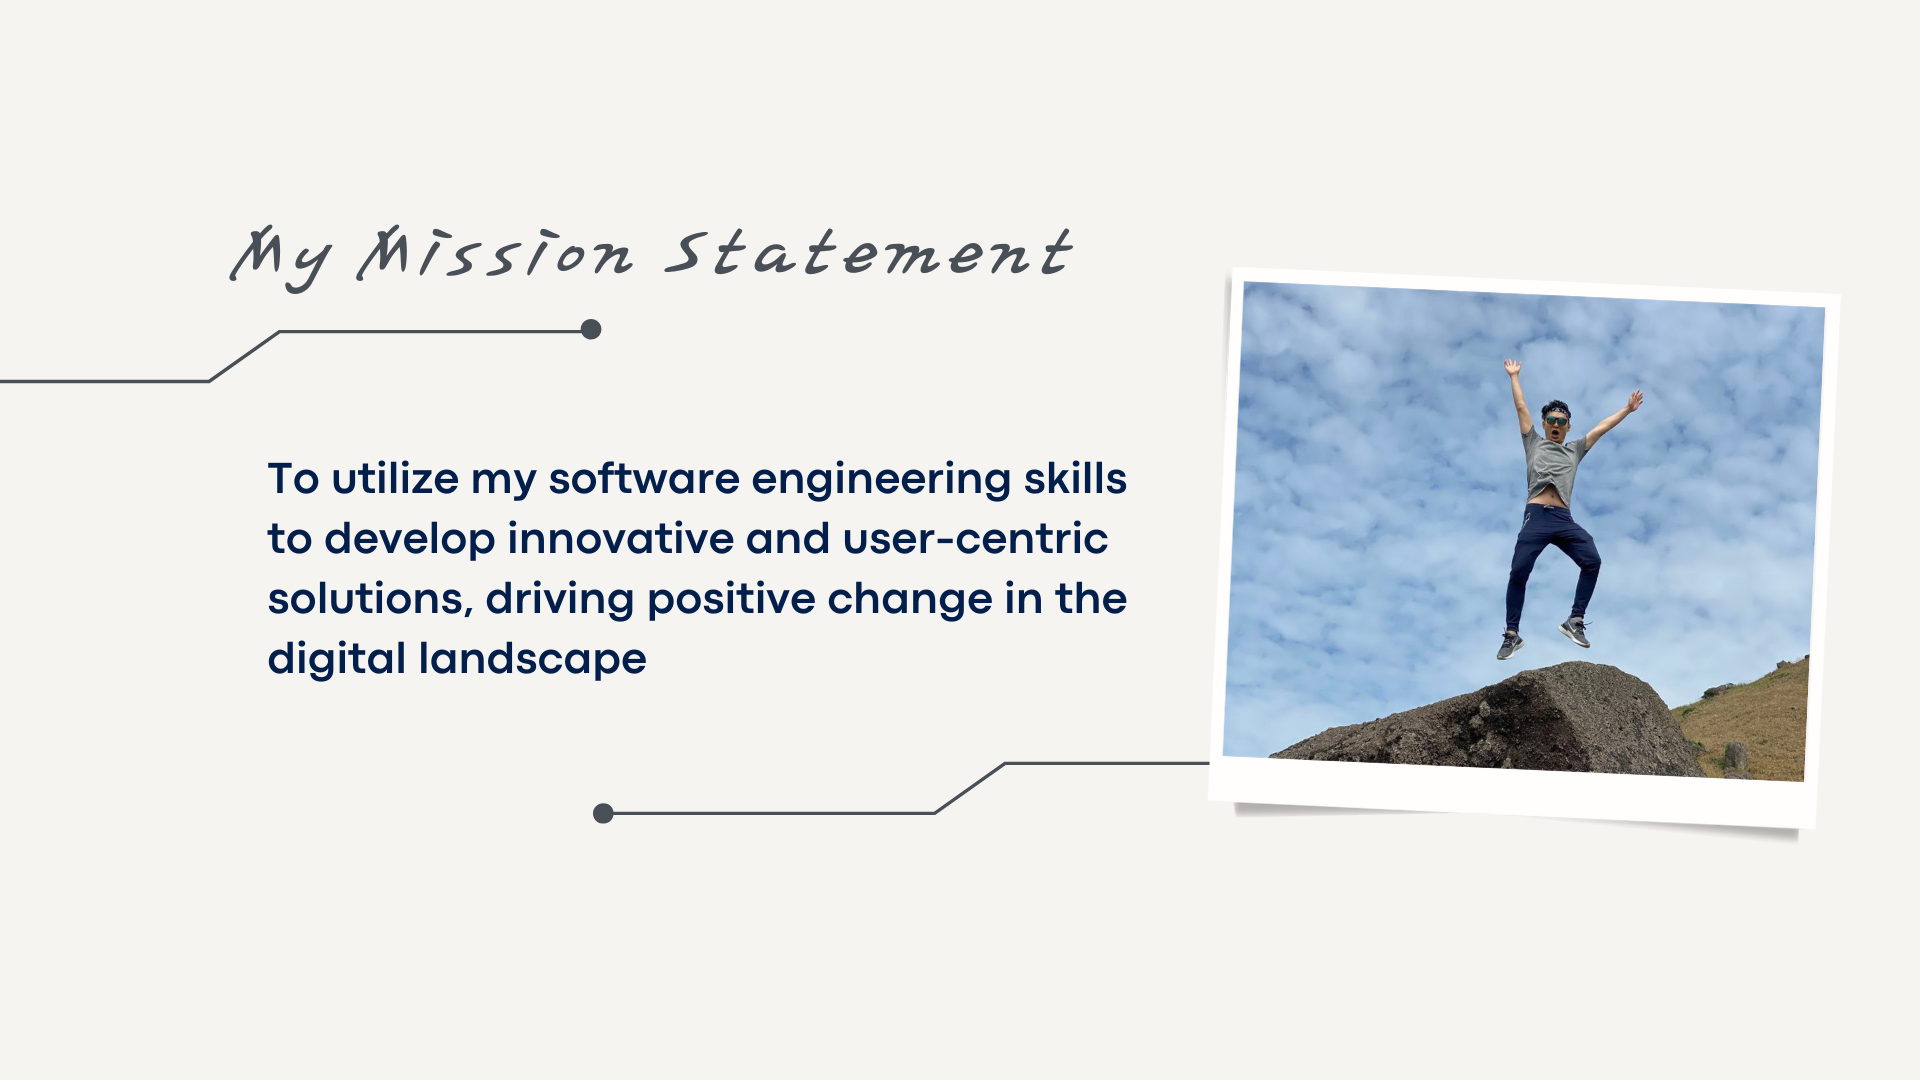 My Mission Statement
To utilize my software engineering skills
to develop innovative and user-centric
solutions, driving positive change in the
digital landscape